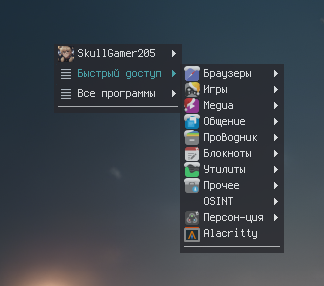 SkullGamer205
Быстрый доступ
Все программы
Браузеры
Игры
Медиа
Общение
ПроВодник
Блокноты
Утилиты
Прочее
OSINT
Персон-ция
Alacritty